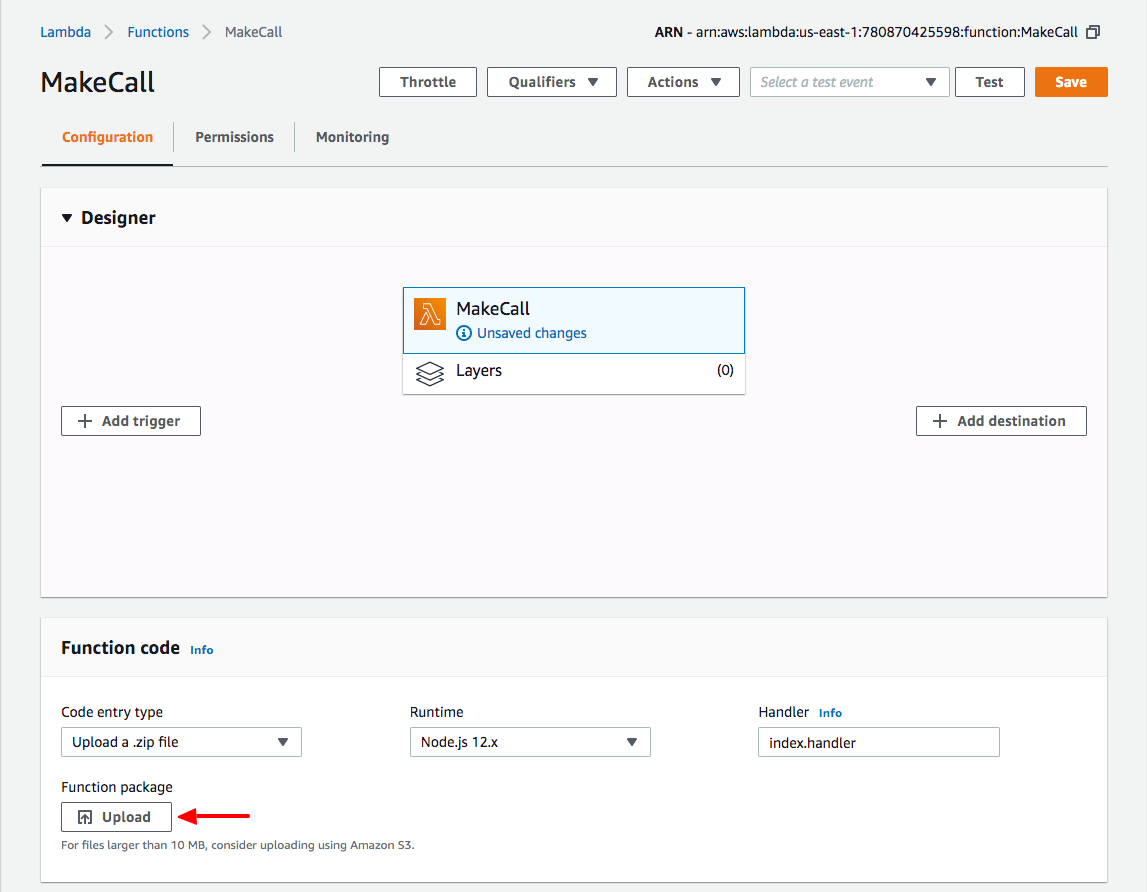 Lambda Functions MakeCall
ARN - arn:aws:lambda:us-east-1:780870425598:function:MakeCall
MakeCall
Throttle
Qualifiers
Actions
Select a test event
Test
Save
Configuration
Permissions
Monitoring
Designer
MakeCall
Unsaved changes
Layers (0)
+ Add trigger
+ Add destination
Function code Info
Code entry type
Upload a .zip file
Runtime
Node.js 12.x
Handler Info
index.handler
Function package
Upload
For files larger than 10 MB, consider uploading using Amazon S3.